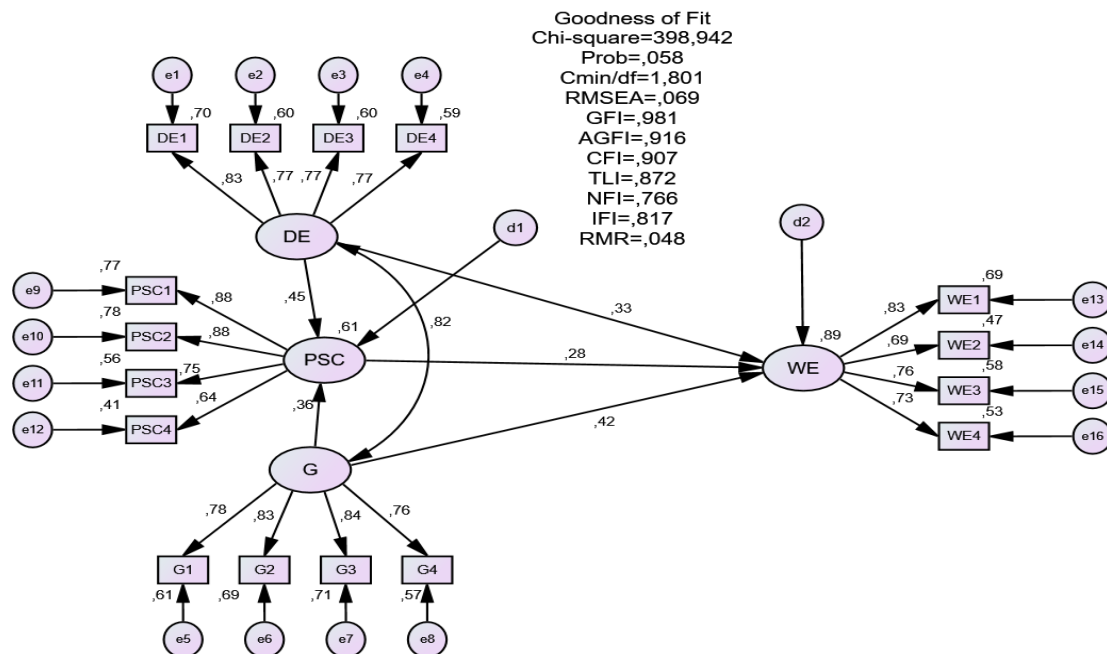 Goodness of Fit
Chi-square=398,942
Prob=,058
Cmin/df=1,801
RMSEA=,069
GFI=,981
AGFI=,916
CFI=,907
TLI=,872
NFI=,766
IFI=,817
RMR=,048
e1 e2 e3 e4
,70 ,60 ,60 ,59
DE1 DE2 DE3 DE4
,83 ,77 ,77 ,77
DE
d1
d2
,77
e9 PSC1 ,88
,78
e10 PSC2 ,88
,56
e11 PSC3 ,75
,41
e12 PSC4 ,64
,45
,61
PSC
,36
,82
,33
,28
,42
G
,89
WE
,69
,83 WE1 e13
,47
,69 WE2 e14
,58
,76 WE3 e15
,53
,73 WE4 e16
,78 ,83 ,84 ,76
G1 G2 G3 G4
,61 ,69 ,71 ,57
e5 e6 e7 e8